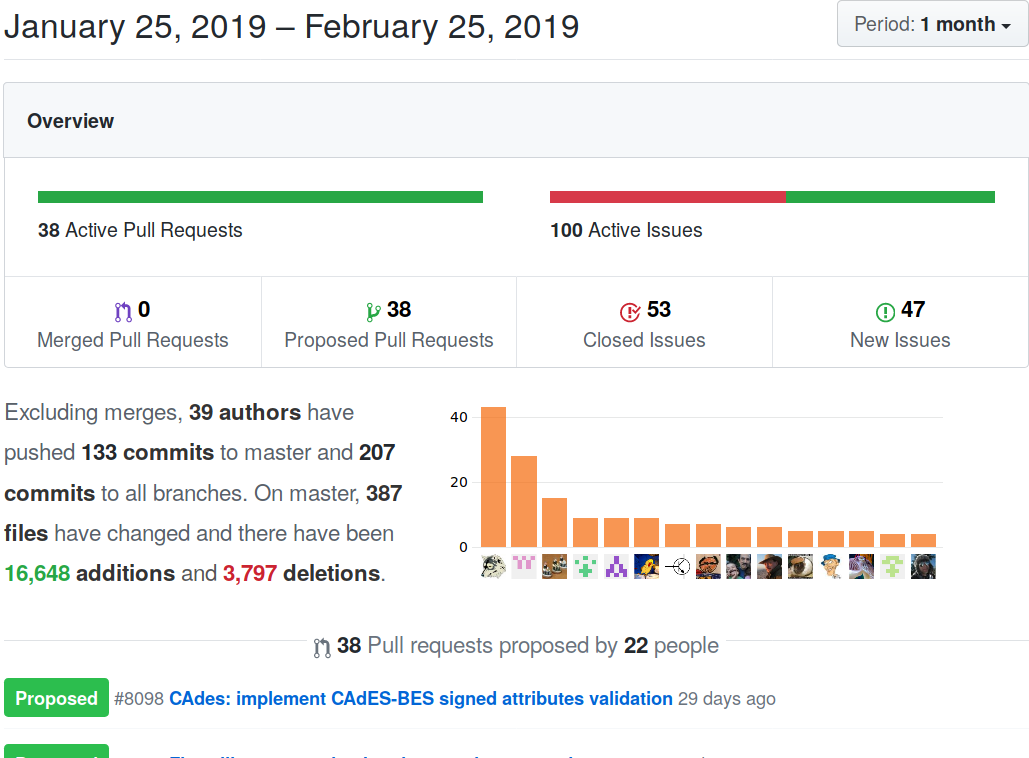 January 25, 2019 – February 25, 2019
Period: 1 month
Overview
38 Active Pull Requests
100 Active Issues
0
Merged Pull Requests
38
Proposed Pull Requests
53
Closed Issues
47
New Issues
Excluding merges, 39 authors have
pushed 133 commits to master and 207
commits to all branches. On master, 387
files have changed and there have been
16,648 additions and 3,797 deletions.
40
20
0
38 Pull requests proposed by 22 people
Proposed #8098 CAdes: implement CAdES-BES signed attributes validation 29 days ago